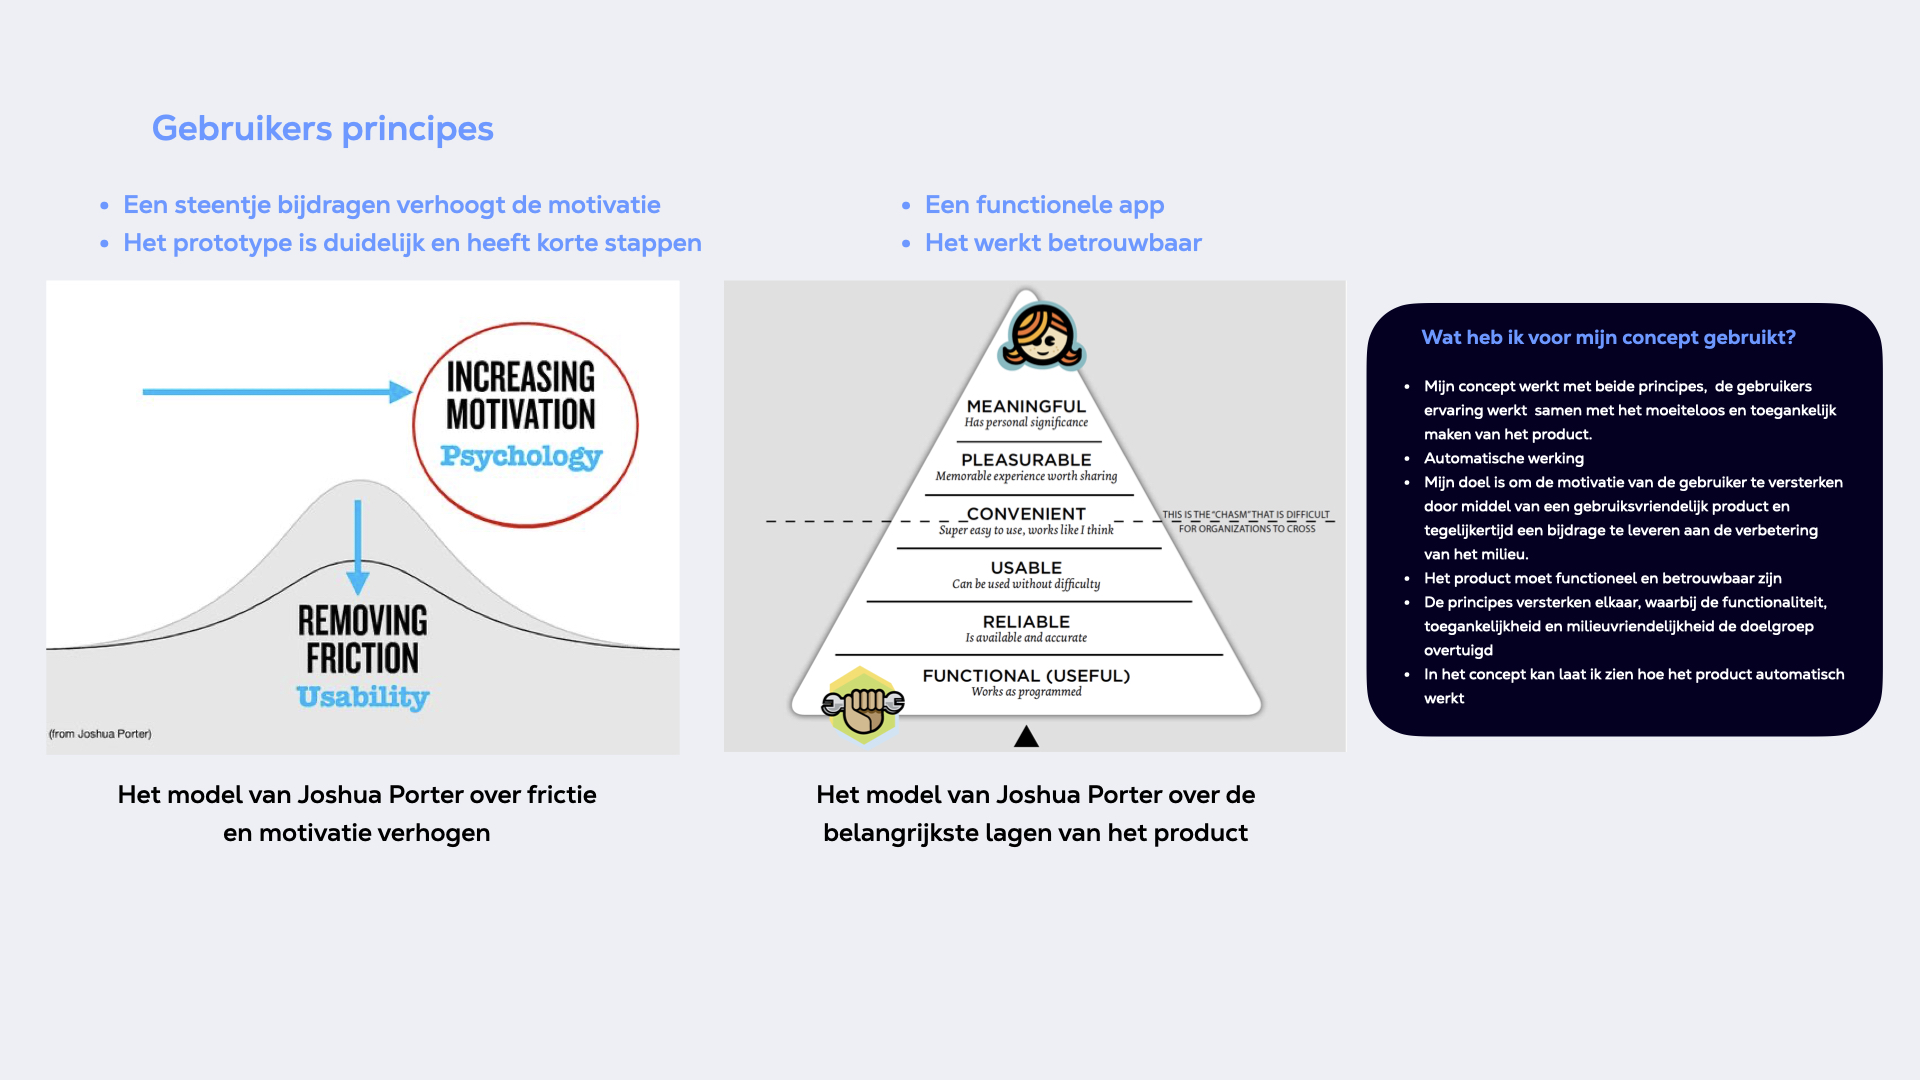 Gebruikers principes
• Een steentje bijdragen verhoogt de motivatie
• Het prototype is duidelijk en heeft korte stappen
• Een functionele app
• Het werkt betrouwbaar
INCREASING
MOTIVATION
Psychology
REMOVING
FRICTION
Usability
(from Joshua Porter)
Het model van Joshua Porter over frictie
en motivatie verhogen
MEANINGFUL
Has personal significance
PLEASURABLE
Memorable experience worth sharing
CONVENIENT
Super easy to use, works like I think
THIS IS THE "CHASM" THAT IS DIFFICULT
FOR ORGANIZATIONS TO CROSS
USABLE
Can be used without difficulty
RELIABLE
Is available and accurate
FUNCTIONAL (USEFUL)
Works as programmed
Het model van Joshua Porter over de
belangrijkste lagen van het product
Wat heb ik voor mijn concept gebruikt?
• Mijn concept werkt met beide principes, de gebruikers
ervaring werkt samen met het moeiteloos en toegankelijk
maken van het product.
• Automatische werking
• Mijn doel is om de motivatie van de gebruiker te versterken
door middel van een gebruiksvriendelijk product en
tegelijkertijd een bijdrage te leveren aan de verbetering
van het milieu.
• Het product moet functioneel en betrouwbaar zijn
• De principes versterken elkaar, waarbij de functionaliteit,
toegankelijkheid en milieuvriendelijkheid de doelgroep
overtuigd
• In het concept kan laat ik zien hoe het product automatisch
werkt